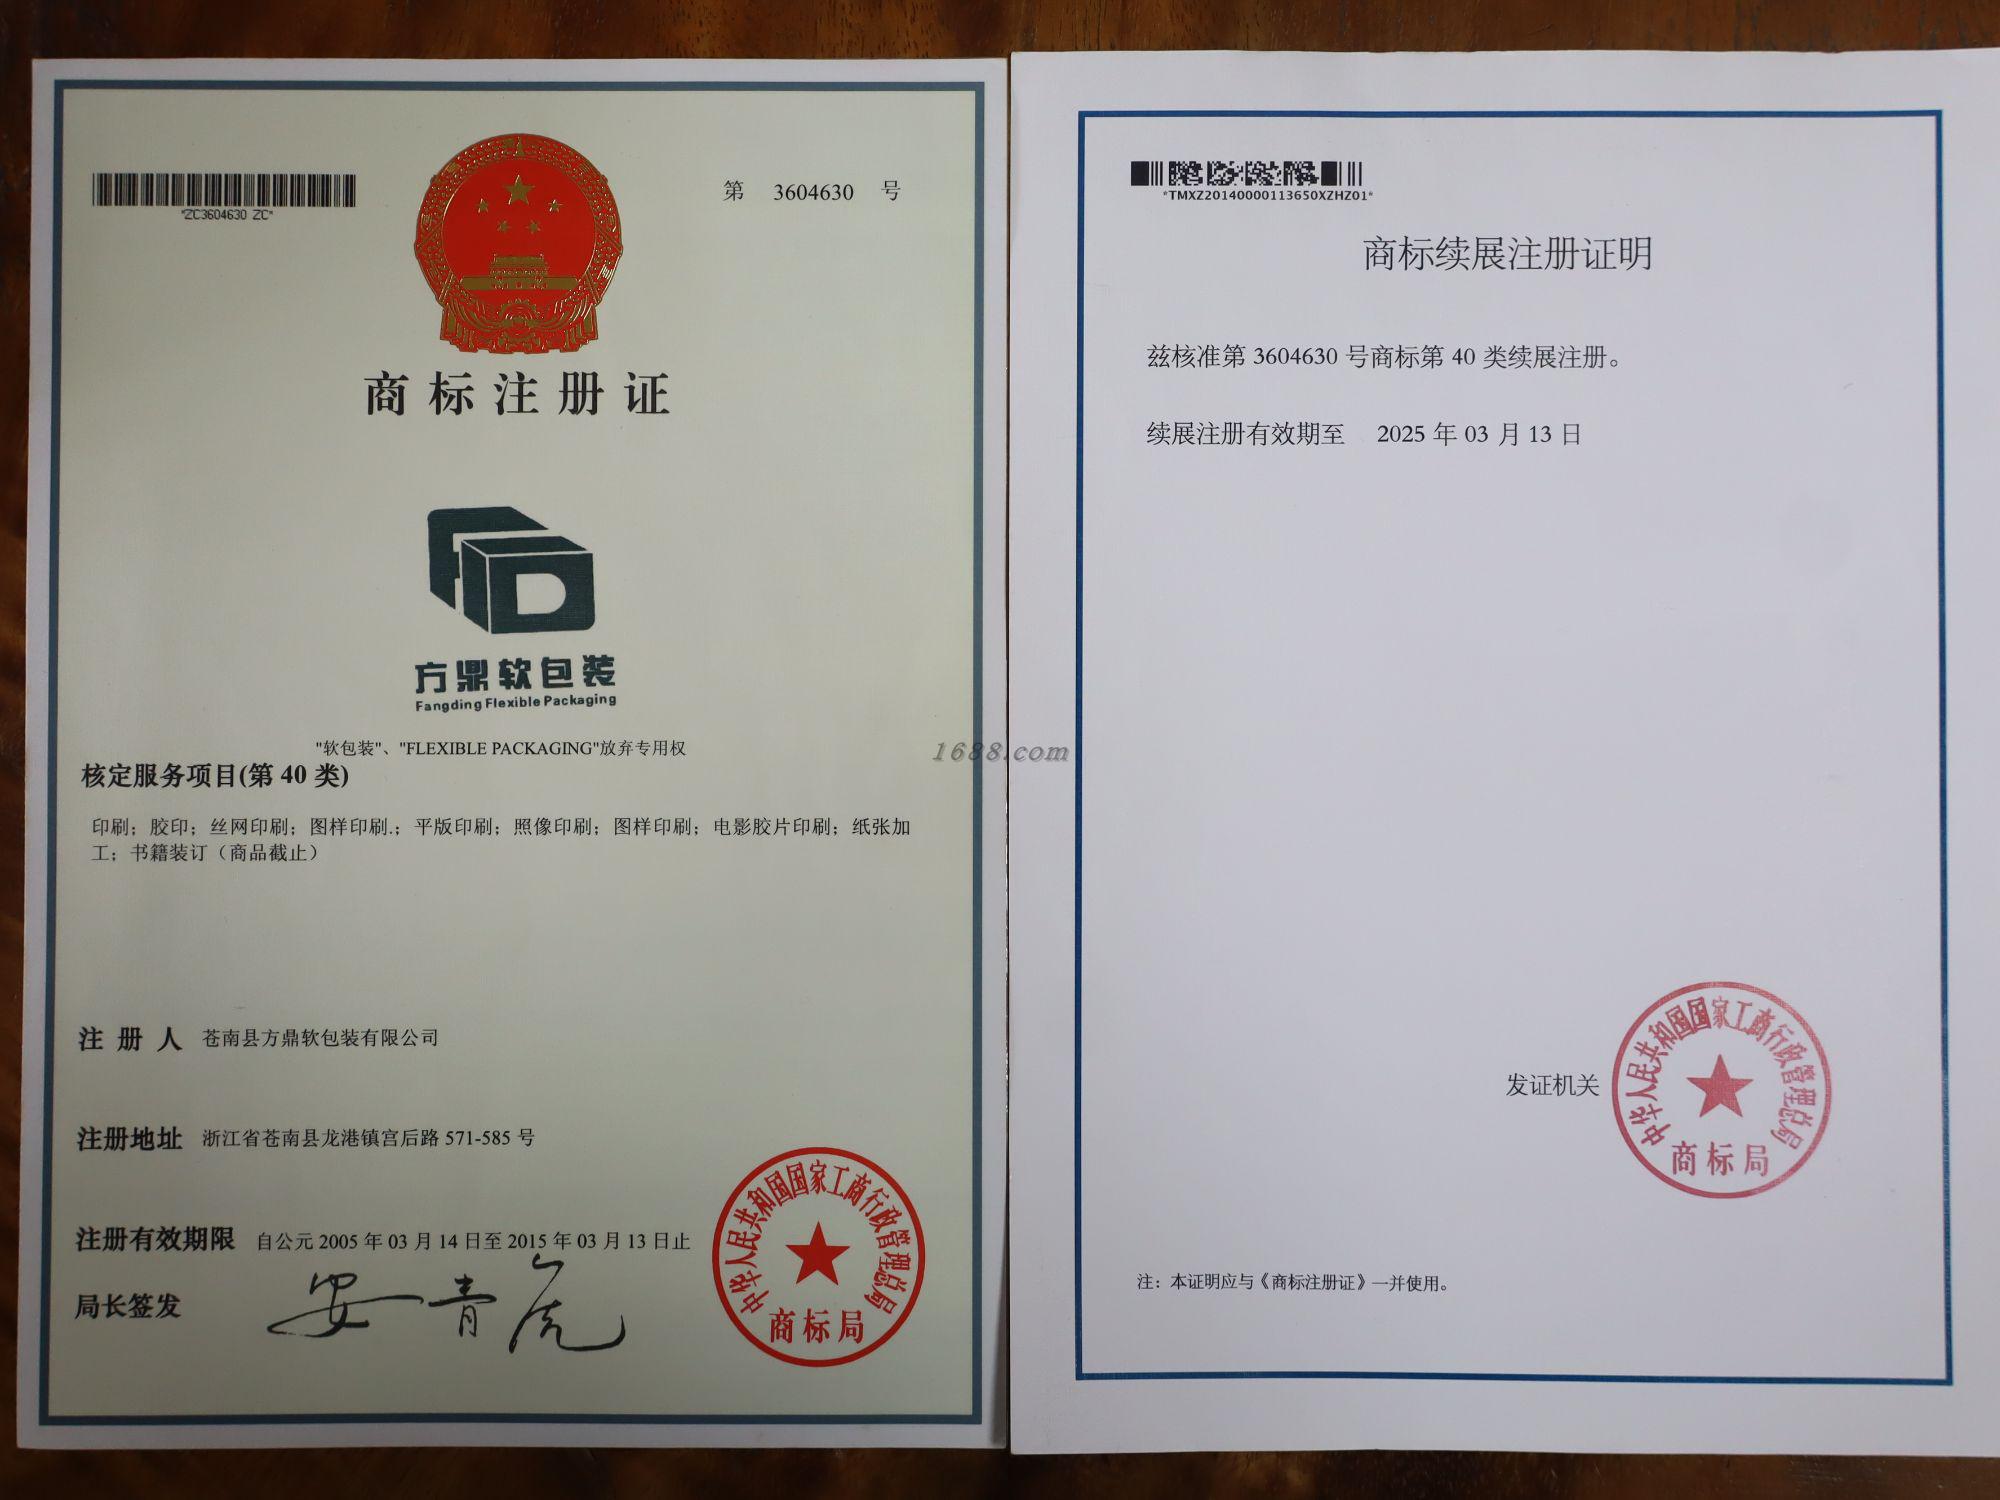 *ZC3604630 ZC*
第 3604630 号
商标注册证
D
方鼎软包装
Fangding Flexible Packaging
"软包装"、"FLEXIBLE PACKAGING"放弃专用权
核定服务项目(第 40 类)
印刷；胶印；丝网印刷；图样印刷.；平版印刷；照像印刷；图样印刷；电影胶片印刷；纸张加
工；书籍装订（商品截止）
注 册 人 苍南县方鼎软包装有限公司
注册地址 浙江省苍南县龙港镇宫后路 571-585 号
注册有效期限 自公元 2005 年 03 月 14 日至 2015 年 03 月 13 日止
局长签发 安青虎
中华人民共和国国家工商行政管理总局
商标局
1688.com
*TMXZ20140000113650XZHZ01*
商标续展注册证明
兹核准第 3604630 号商标第 40 类续展注册。
续展注册有效期至 2025 年 03 月 13 日
发证机关
中华人民共和国国家工商行政管理总局
商标局
注：本证明应与《商标注册证》一并使用。